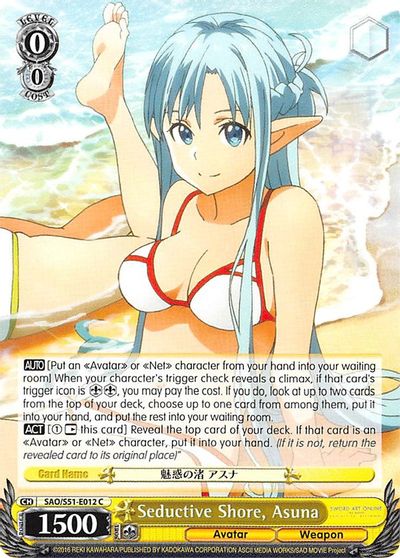 LEVEL
0
0
COST
AUTO [Put an «Avatar» or «Net» character from your hand into your waiting
room] When your character's trigger check reveals a climax, if that card's
trigger icon is , you may pay the cost. If you do, look at up to two cards
from the top of your deck, choose up to one card from among them, put it
into your hand, and put the rest into your waiting room.
ACT [① this card] Reveal the top card of your deck. If that card is an
«Avatar» or «Net» character, put it into your hand. (If it is not, return the
revealed card to its original place)"
Card Name
魅惑の渚 アスナ
CH SAO/S51-E012 C
Seductive Shore, Asuna
SWORD ART ONLINE
POWER
1500
SOUL
Avatar
Weapon
©2016 REKI KAWAHARA/PUBLISHED BY KADOKAWA CORPORATION ASCII MEDIA WORKS/SAO MOVIE Project